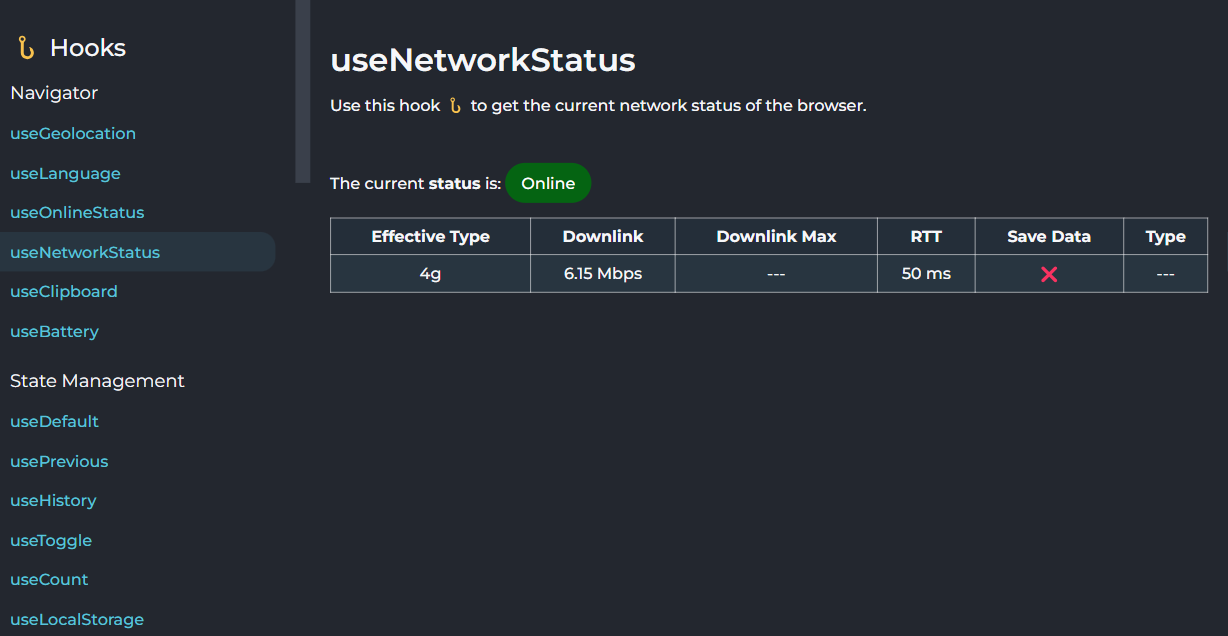 Hooks
Navigator
useGeolocation
useLanguage
useOnlineStatus
useNetworkStatus
useClipboard
useBattery
State Management
useDefault
usePrevious
useHistory
useToggle
useCount
useLocalStorage
useNetworkStatus
Use this hook to get the current network status of the browser.
The current status is: Online
Effective Type Downlink Downlink Max RTT Save Data Type
4g 6.15 Mbps --- 50 ms ❌ ---